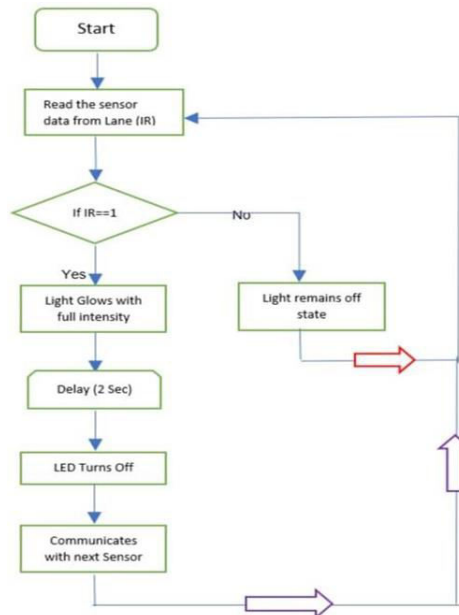 Start
Read the sensor
data from Lane (IR)
If IR==1
No
Yes
Light Glows with
full intensity
Light remains off
state
Delay (2 Sec)
LED Turns Off
Communicates
with next Sensor